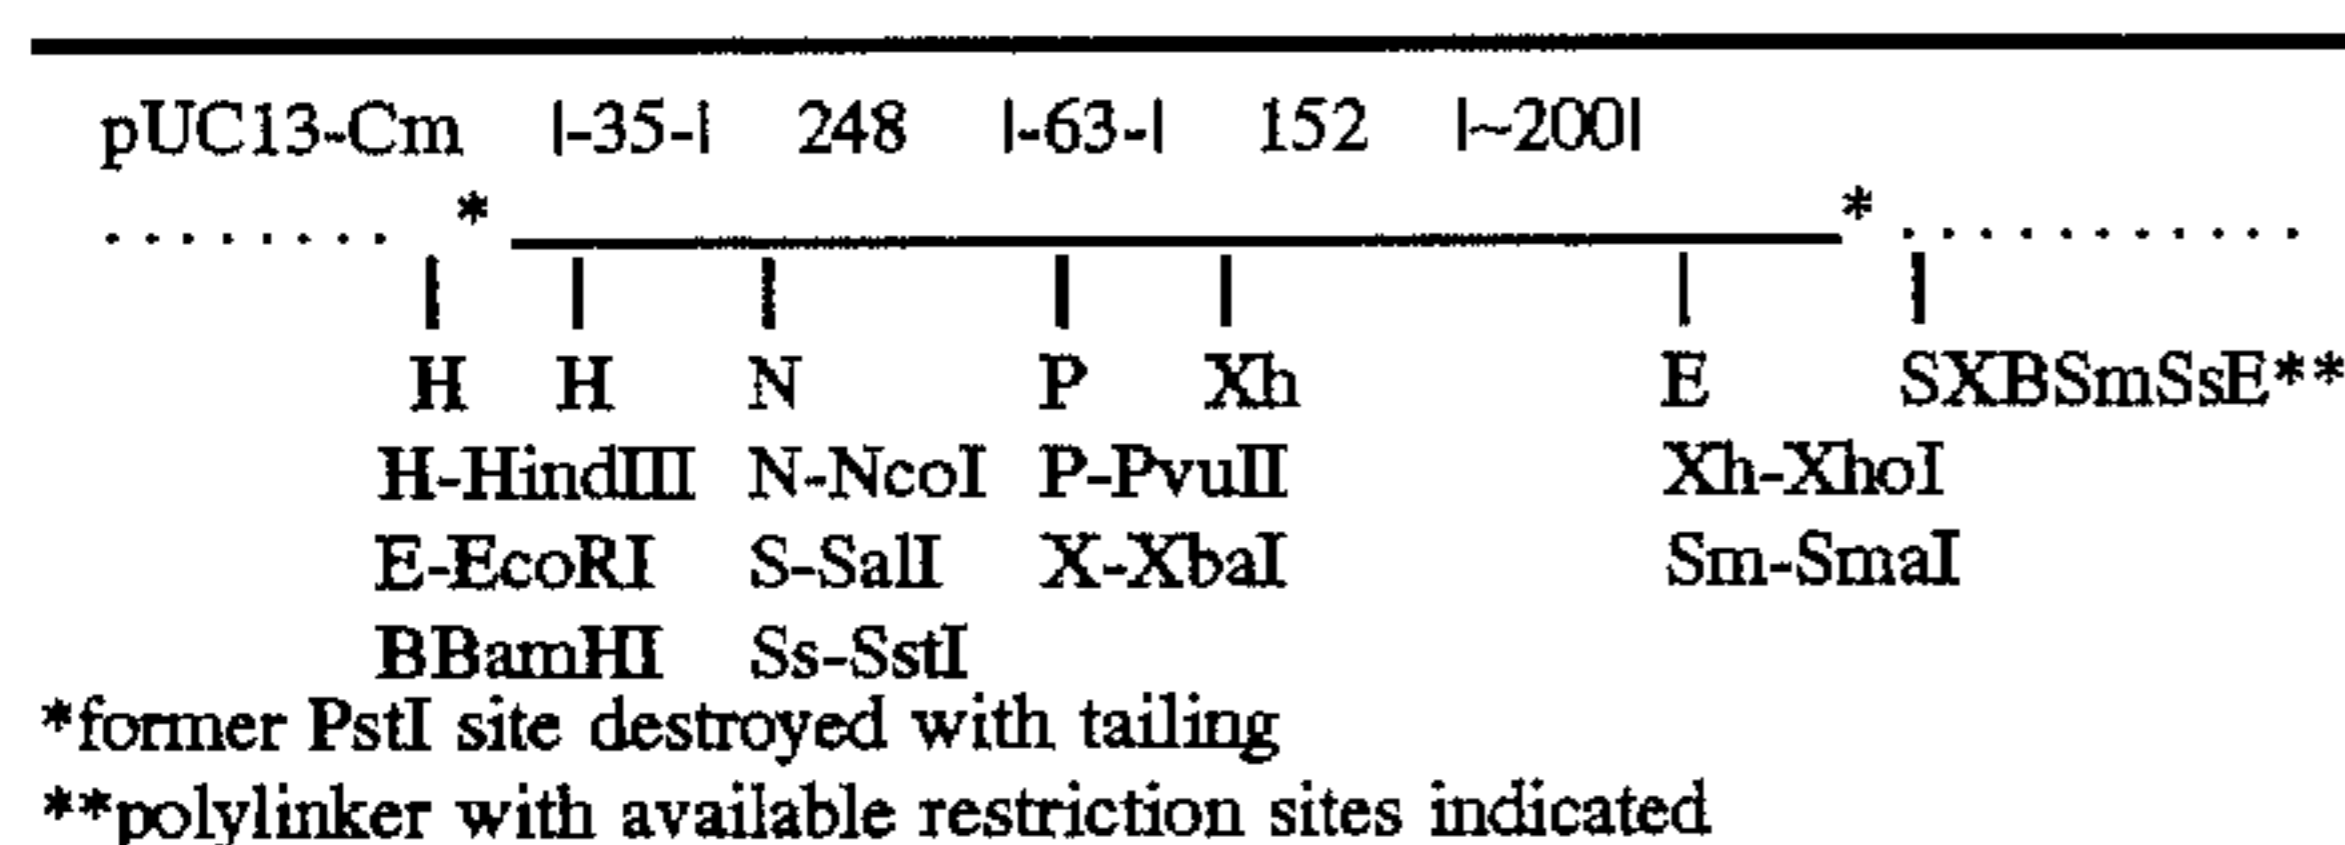 pUC13-Cm |-35-| 248 |-63-| 152 |~200|
* *
H H N P Xh E SXBSmSsE**
H-HindIII N-NcoI P-PvuII Xh-XhoI
E-EcoRI S-SalI X-XbaI Sm-SmaI
BBamHI Ss-SstI
*former PstI site destroyed with tailing
**polylinker with available restriction sites indicated